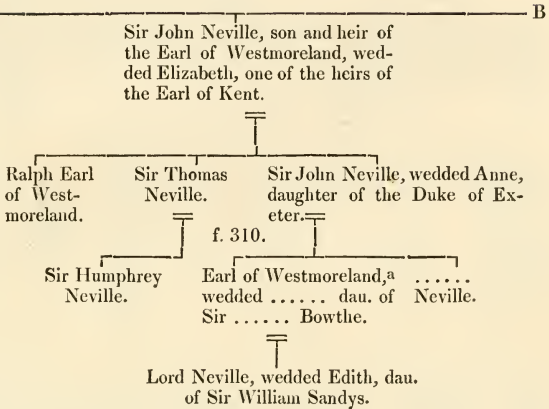 B
Sir John Neville, son and heir of
the Earl of Westmoreland, wed-
ded Elizabeth, one of the heirs of
the Earl of Kent.
Ralph Earl
of West-
moreland.
Sir Thomas
Neville.
Sir John Neville, wedded Anne,
daughter of the Duke of Ex-
eter.
f. 310.
Sir Humphrey
Neville.
Earl of Westmoreland,a
wedded ...... dau. of
Sir ...... Bowthe.
......
Neville.
Lord Neville, wedded Edith, dau.
of Sir William Sandys.